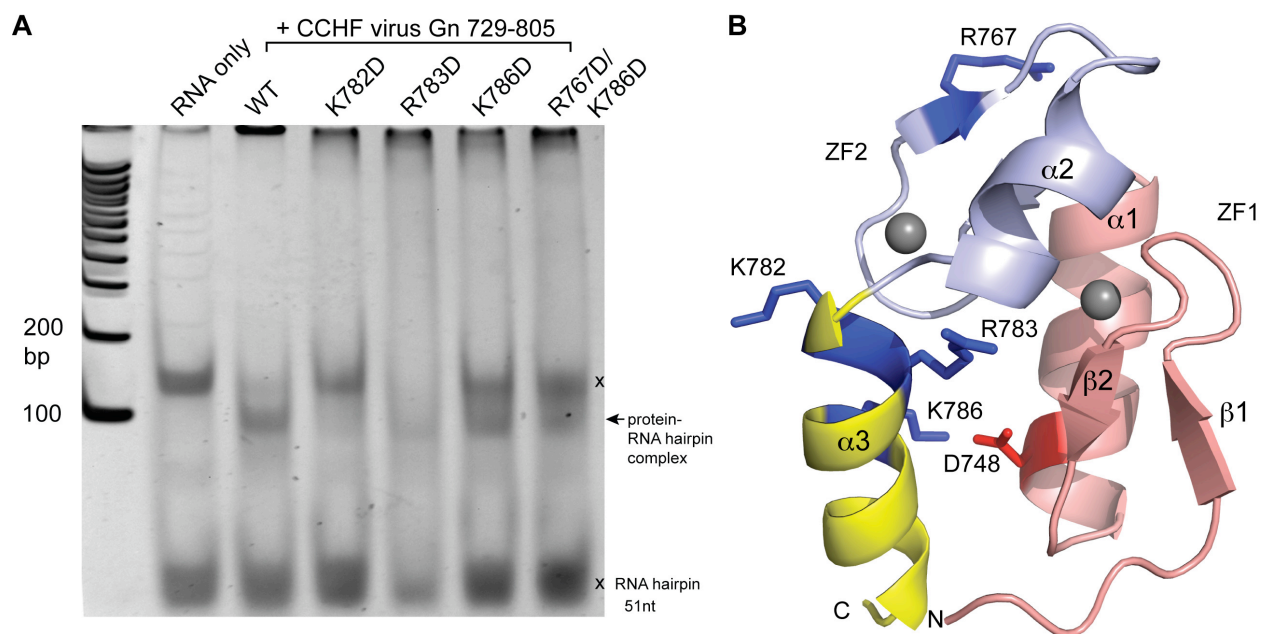 A
+ CCHF virus Gn 729-805
RNA only
WT
K782D
R783D
K786D
R767D/
K786D
200
bp
100
x
protein-
RNA hairpin
complex
x RNA hairpin
51nt
B
R767
ZF2
α2
α1
ZF1
K782
R783
β2
K786
β1
α3
D748
C
N